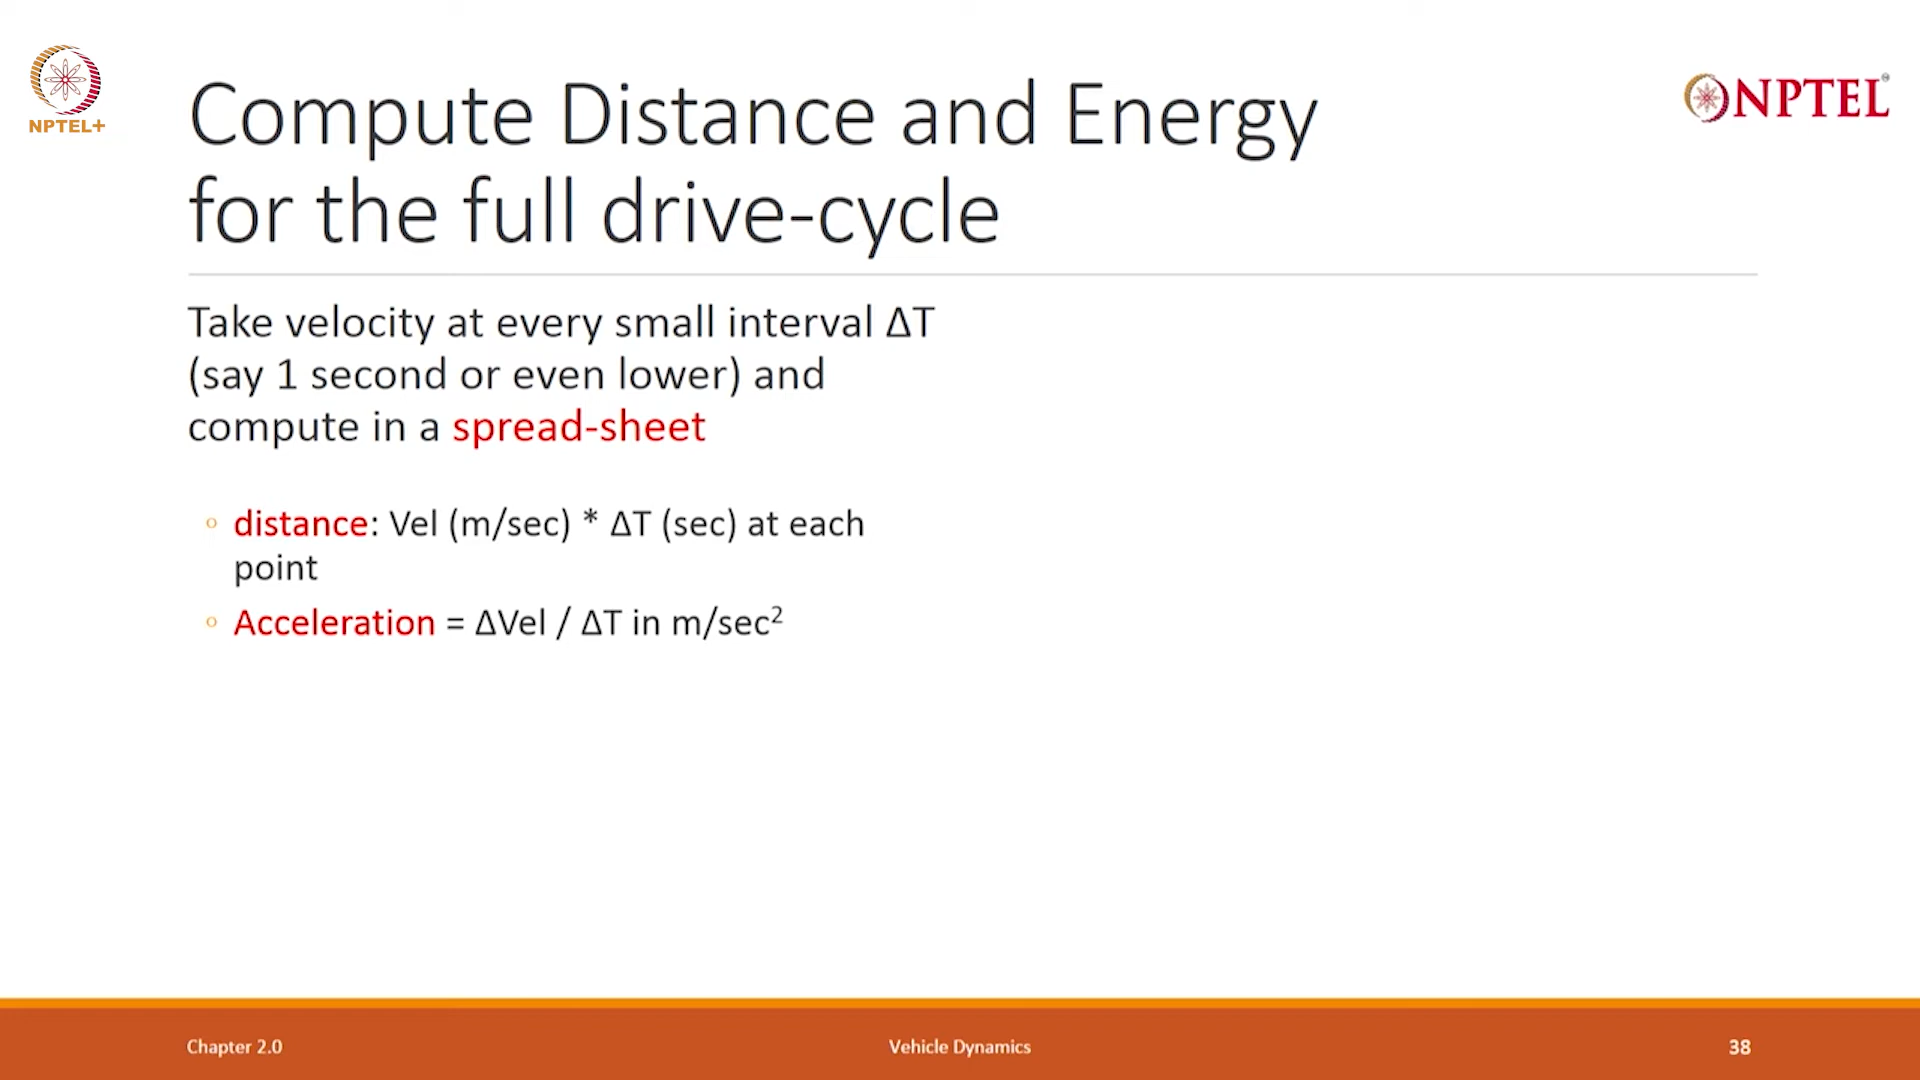 NPTEL+
NPTEL
Compute Distance and Energy
for the full drive-cycle
Take velocity at every small interval ΔT
(say 1 second or even lower) and
compute in a spread-sheet
◦ distance: Vel (m/sec) * ΔT (sec) at each
point
◦ Acceleration = ΔVel / ΔT in m/sec²
Chapter 2.0
Vehicle Dynamics
38